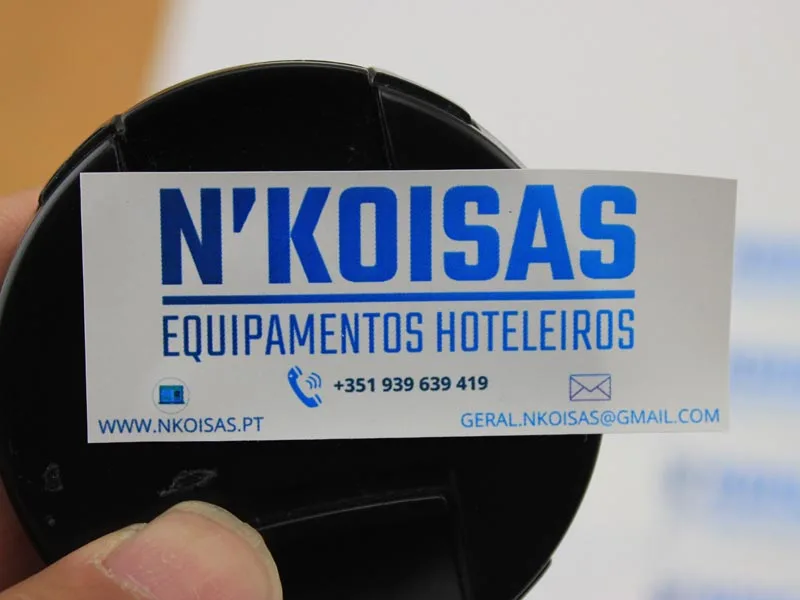 N'KOISAS
EQUIPAMENTOS HOTELEIROS
+351 939 639 419
WWW.NKOISAS.PT
GERAL.NKOISAS@GMAIL.COM